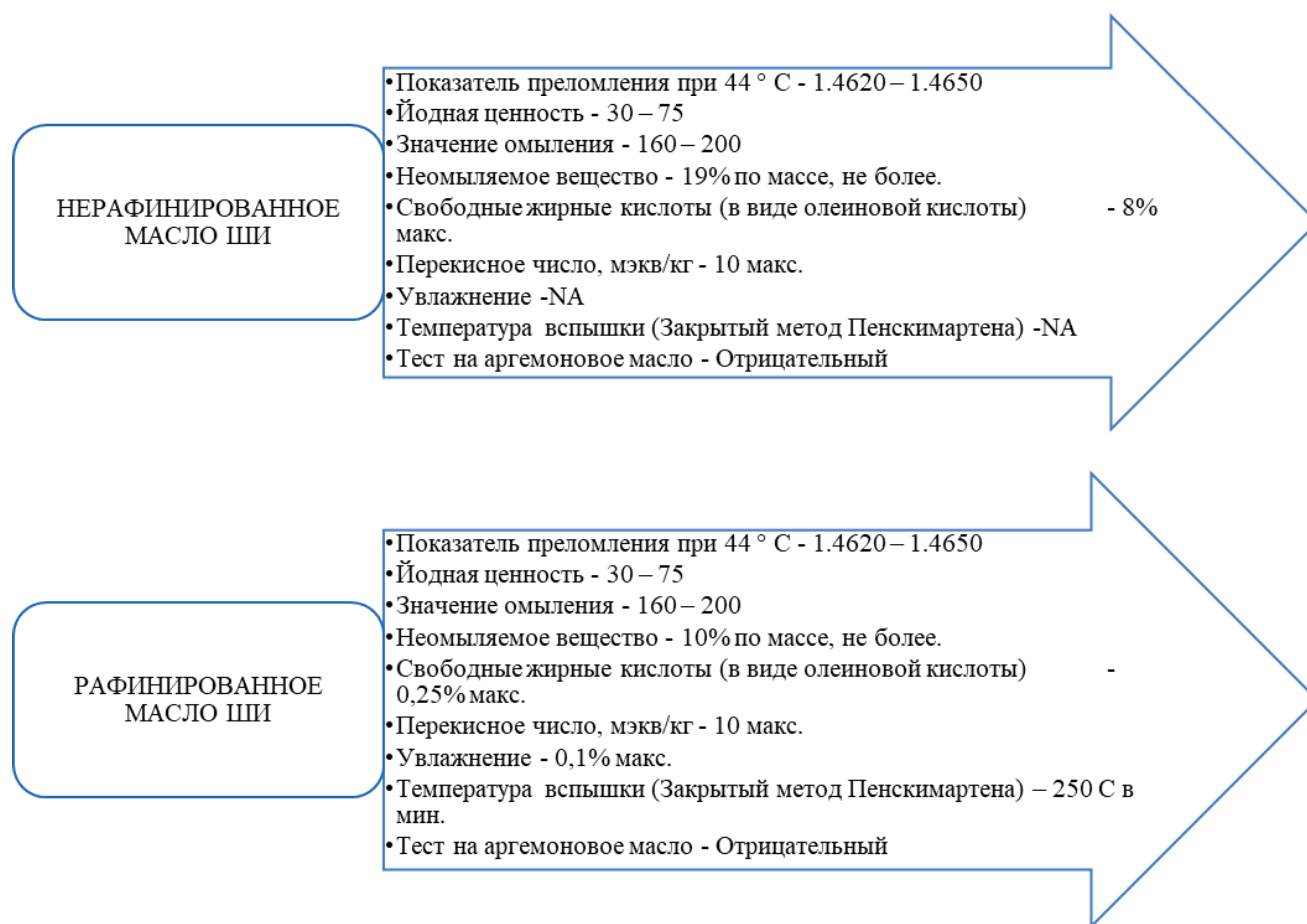 НЕРАФИНИРОВАННОЕ
МАСЛО ШИ
•Показатель преломления при 44 ° С - 1.4620 – 1.4650
•Йодная ценность - 30 – 75
•Значение омыления - 160 – 200
•Неомыляемое вещество - 19% по массе, не более.
•Свободные жирные кислоты (в виде олеиновой кислоты) - 8%
макс.
•Перекисное число, мэкв/кг - 10 макс.
•Увлажнение -NA
•Температура вспышки (Закрытый метод Пенскимартена) -NA
•Тест на аргемоновое масло - Отрицательный
РАФИНИРОВАННОЕ
МАСЛО ШИ
•Показатель преломления при 44 ° С - 1.4620 – 1.4650
•Йодная ценность - 30 – 75
•Значение омыления - 160 – 200
•Неомыляемое вещество - 10% по массе, не более.
•Свободные жирные кислоты (в виде олеиновой кислоты) -
0,25% макс.
•Перекисное число, мэкв/кг - 10 макс.
•Увлажнение - 0,1% макс.
•Температура вспышки (Закрытый метод Пенскимартена) – 250 С в
мин.
•Тест на аргемоновое масло - Отрицательный